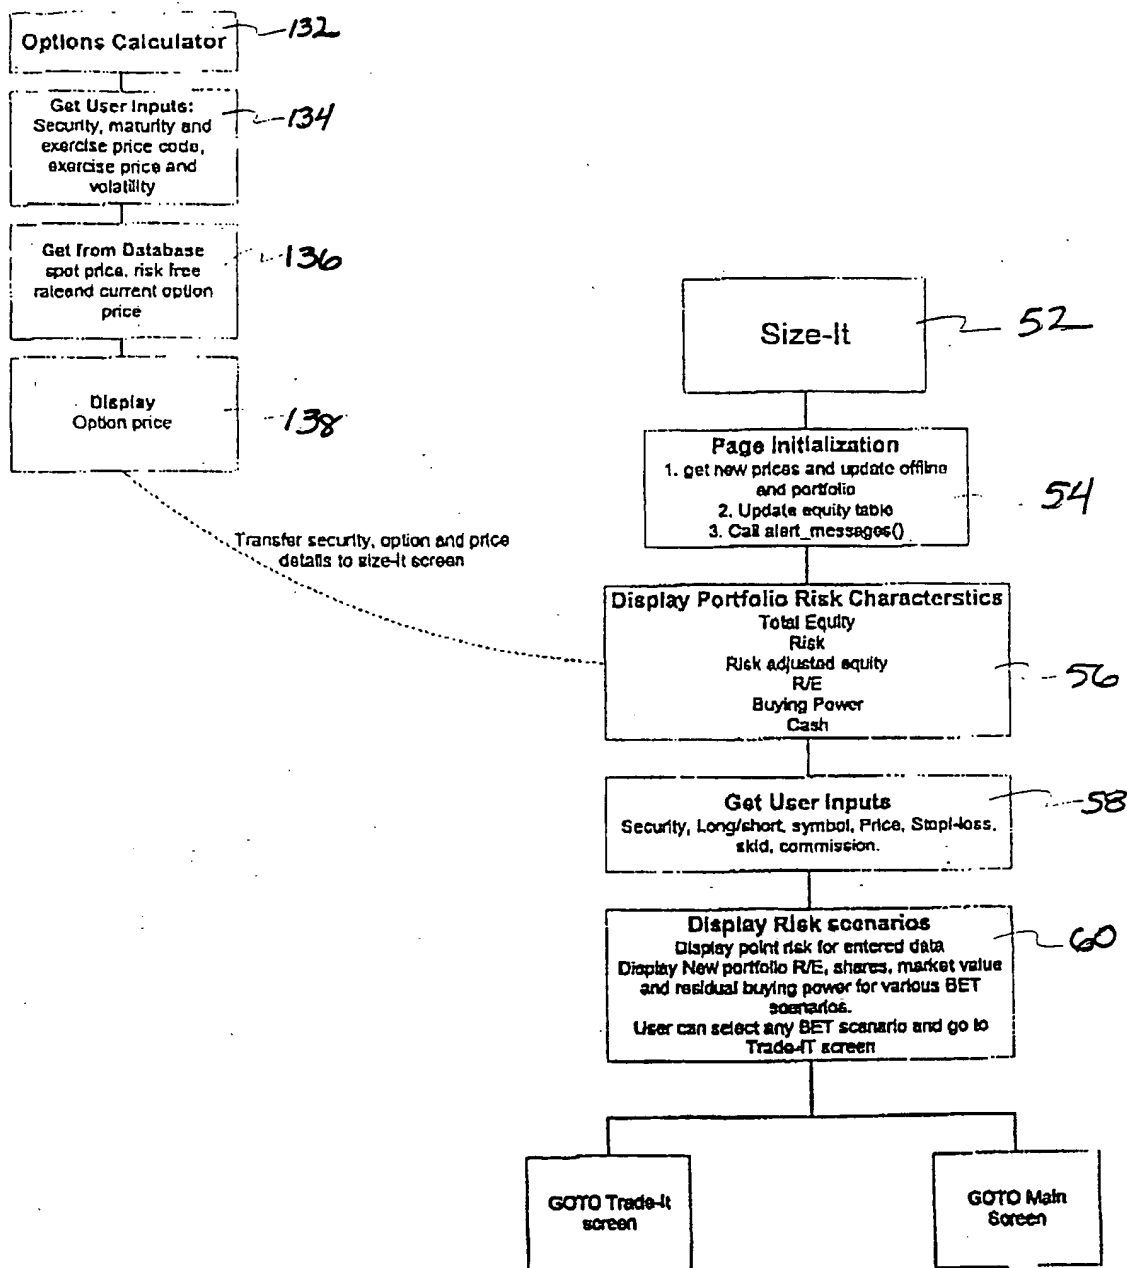 Options Calculator
132
Get User Inputs:
Security, maturity and
exercise price code,
exercise price and
volatility
134
Get from Database
spot price, risk free
rateand current option
price
136
Display
Option price
138
Transfer security, option and price
details to size-it screen
Size-It
52
Page Initialization
1. get new prices and update offline
and portfolio
2. Update equity table
3. Call alert_messages()
54
Display Portfolio Risk Characterstics
Total Equity
Risk
Risk adjusted equity
R/E
Buying Power
Cash
56
Get User Inputs
Security, Long/short, symbol, Price, Stopl-loss,
skid, commission.
58
Display Risk scenarios
Display point risk for entered data
Display New portfolio R/E, shares, market value
and residual buying power for various BET
scenarios.
User can select any BET scenario and go to
Trade-IT screen
60
GOTO Trade-It
screen
GOTO Main
Screen